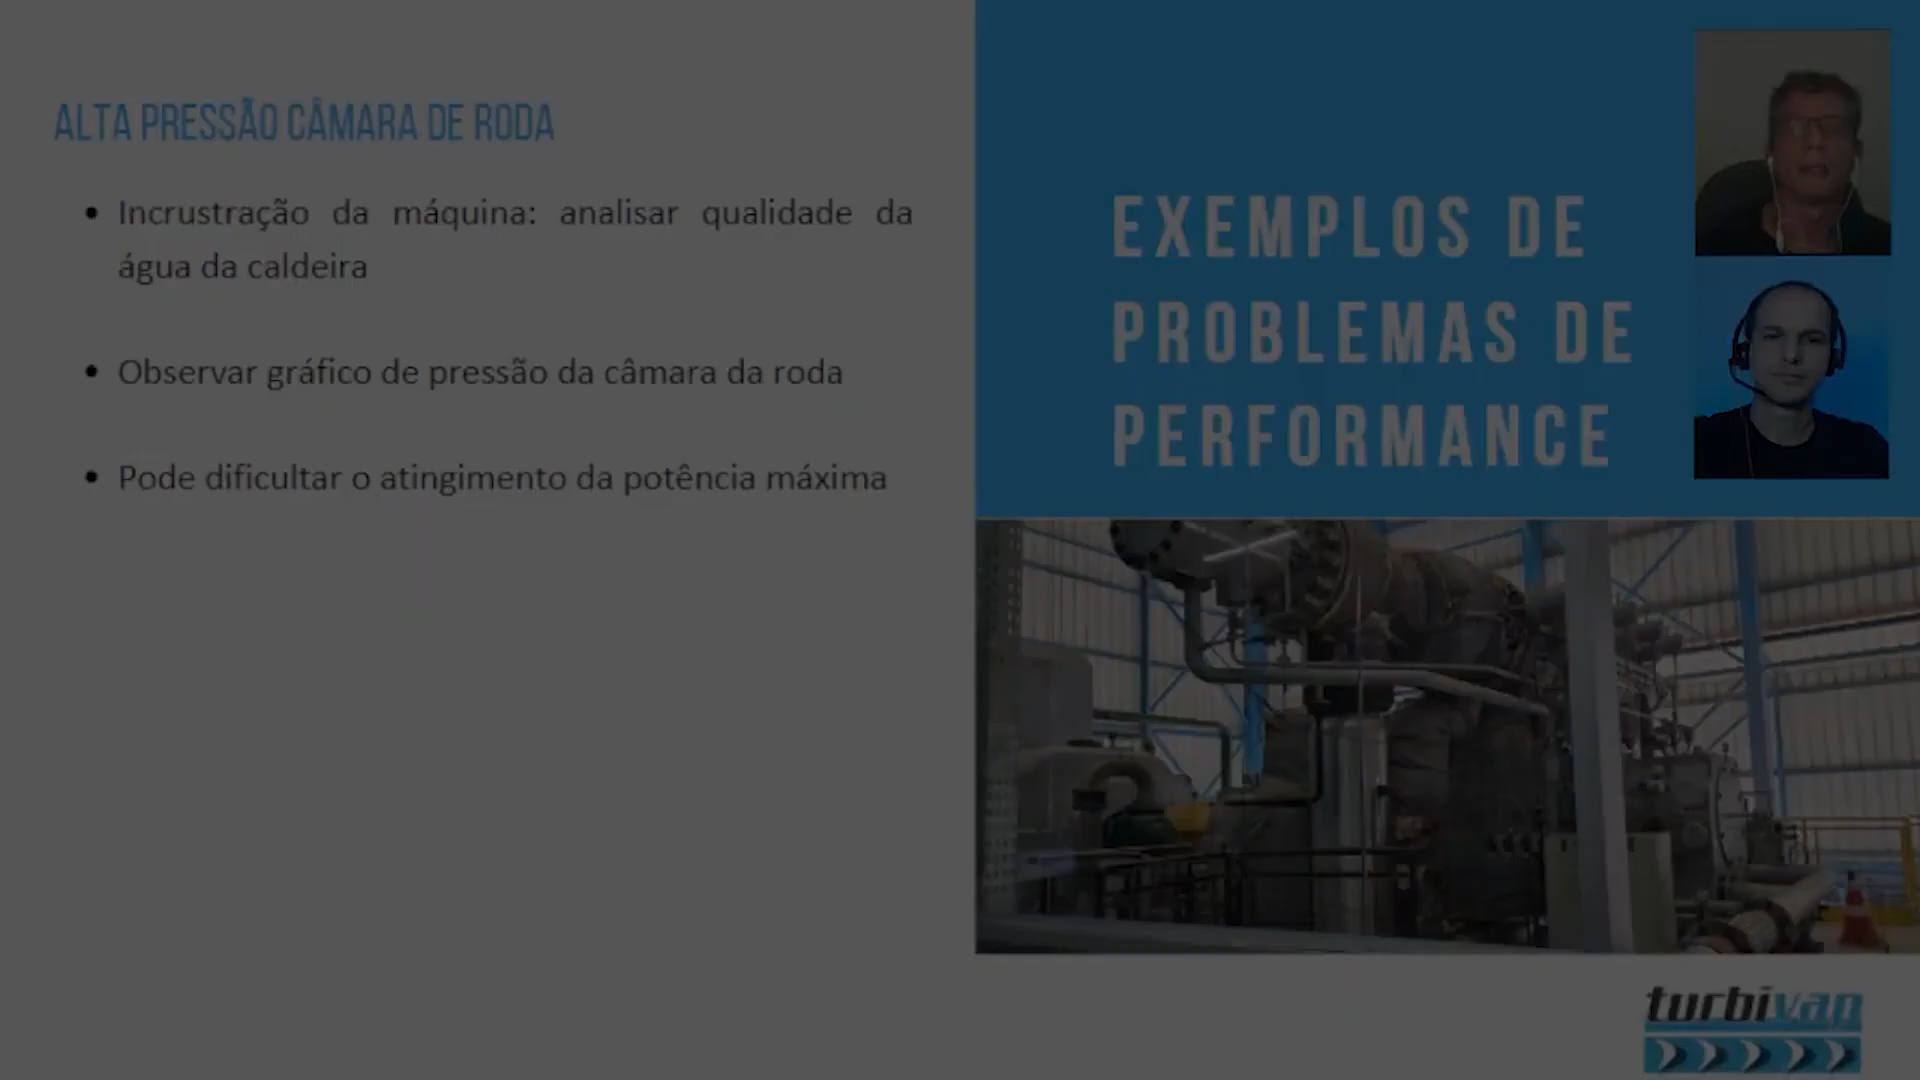 ALTA PRESSÃO CÂMARA DE RODA
• Incrustração da máquina: analisar qualidade da
água da caldeira
• Observar gráfico de pressão da câmara da roda
• Pode dificultar o atingimento da potência máxima
EXEMPLOS DE
PROBLEMAS DE
PERFORMANCE
turbivap